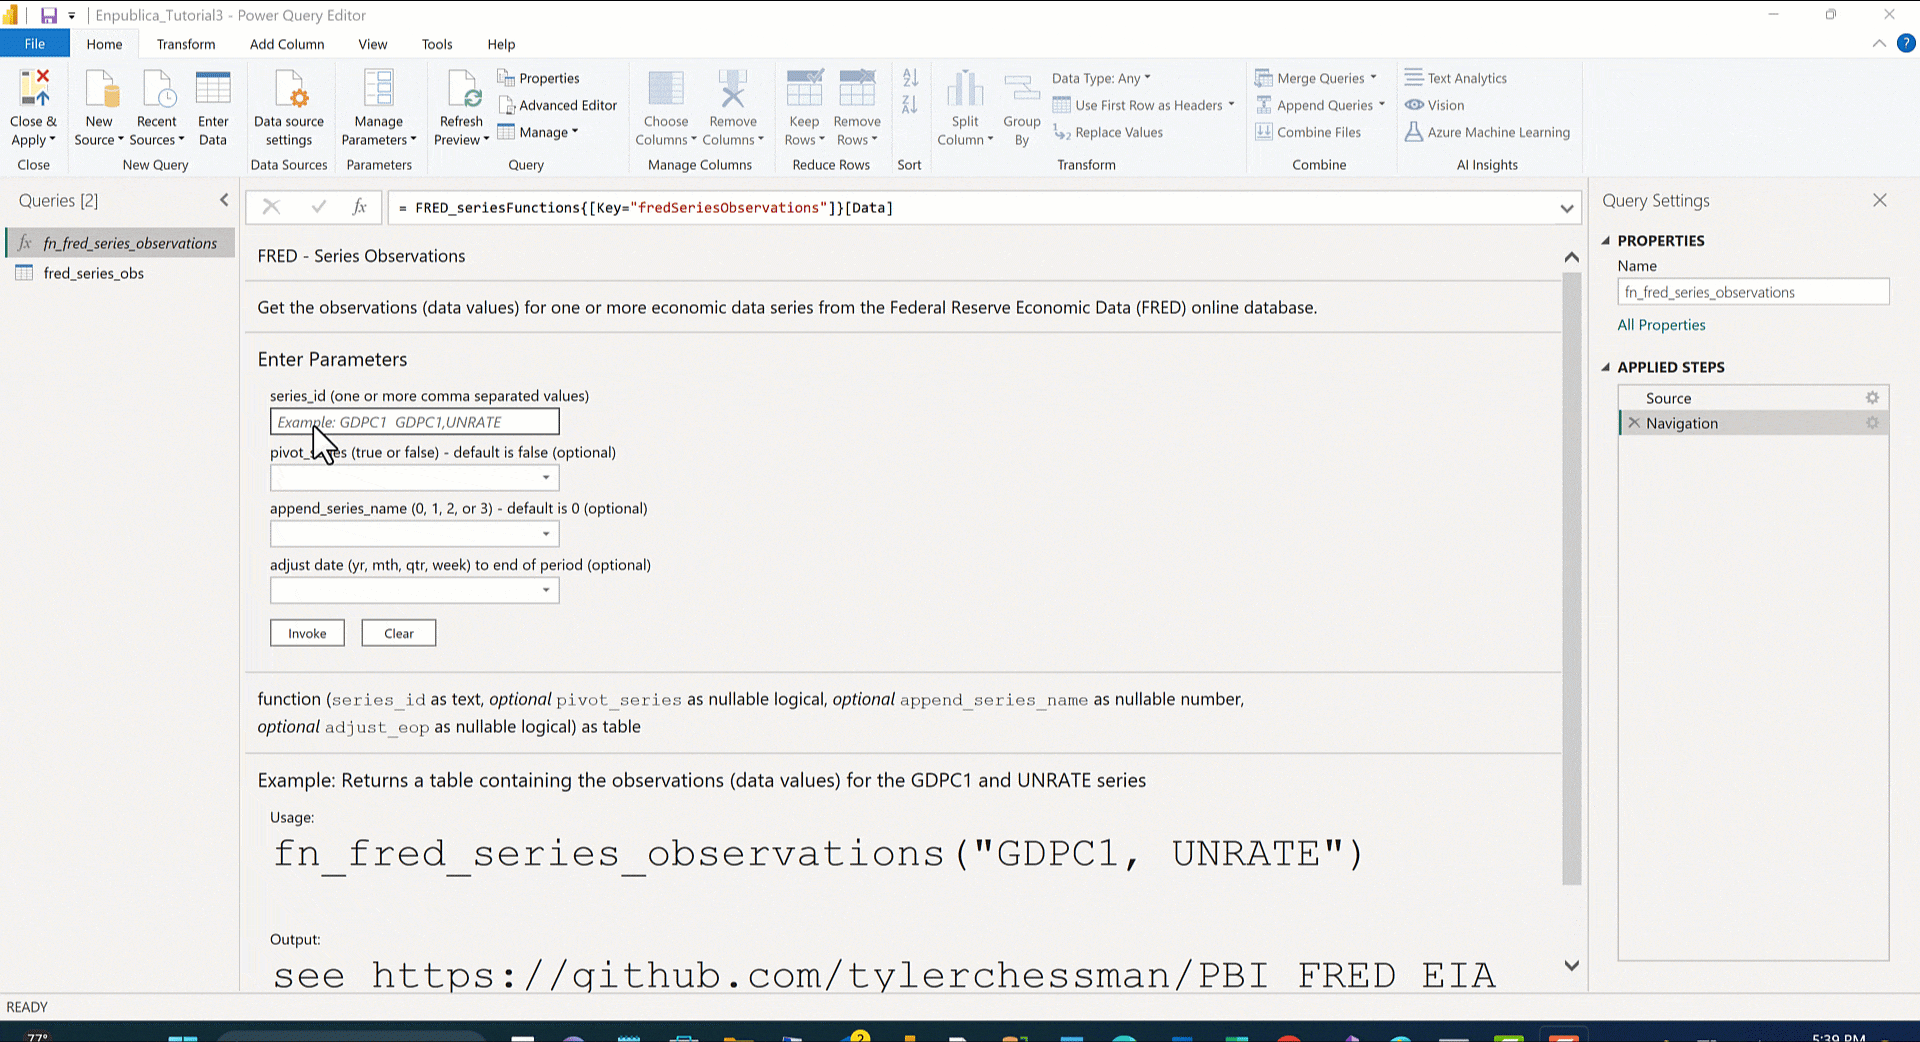 Enpublica_Tutorial3 - Power Query Editor
File Home Transform Add Column View Tools Help
Close & Apply
Close
New Source
Recent Sources
Enter Data
New Query
Data source settings
Data Sources
Manage Parameters
Parameters
Refresh Preview
Properties
Advanced Editor
Manage
Query
Choose Columns
Remove Columns
Manage Columns
Keep Rows
Remove Rows
Reduce Rows
Sort
Split Column
Group By
Data Type: Any
Use First Row as Headers
Replace Values
Transform
Merge Queries
Append Queries
Combine Files
Combine
Text Analytics
Vision
Azure Machine Learning
AI Insights
Queries [2]
fx fn_fred_series_observations
fred_series_obs
fx = FRED_seriesFunctions{[Key="fredSeriesObservations"]}[Data]
FRED - Series Observations
Get the observations (data values) for one or more economic data series from the Federal Reserve Economic Data (FRED) online database.
Enter Parameters
series_id (one or more comma separated values)
Example: GDPC1 GDPC1,UNRATE
(true or false) - default is false (optional)
append_series_name (0, 1, 2, or 3) - default is 0 (optional)
adjust date (yr, mth, qtr, week) to end of period (optional)
Invoke Clear
function (series_id as text, optional pivot_series as nullable logical, optional append_series_name as nullable number,
optional adjust_eop as nullable logical) as table
Example: Returns a table containing the observations (data values) for the GDPC1 and UNRATE series
Usage:
fn_fred_series_observations("GDPC1, UNRATE")
Output:
see https://github.com/tylerchessman/PBI_FRED_EIA
Query Settings
PROPERTIES
Name
fn_fred_series_observations
All Properties
APPLIED STEPS
Source
Navigation
READY
77°
2
5:39 PM